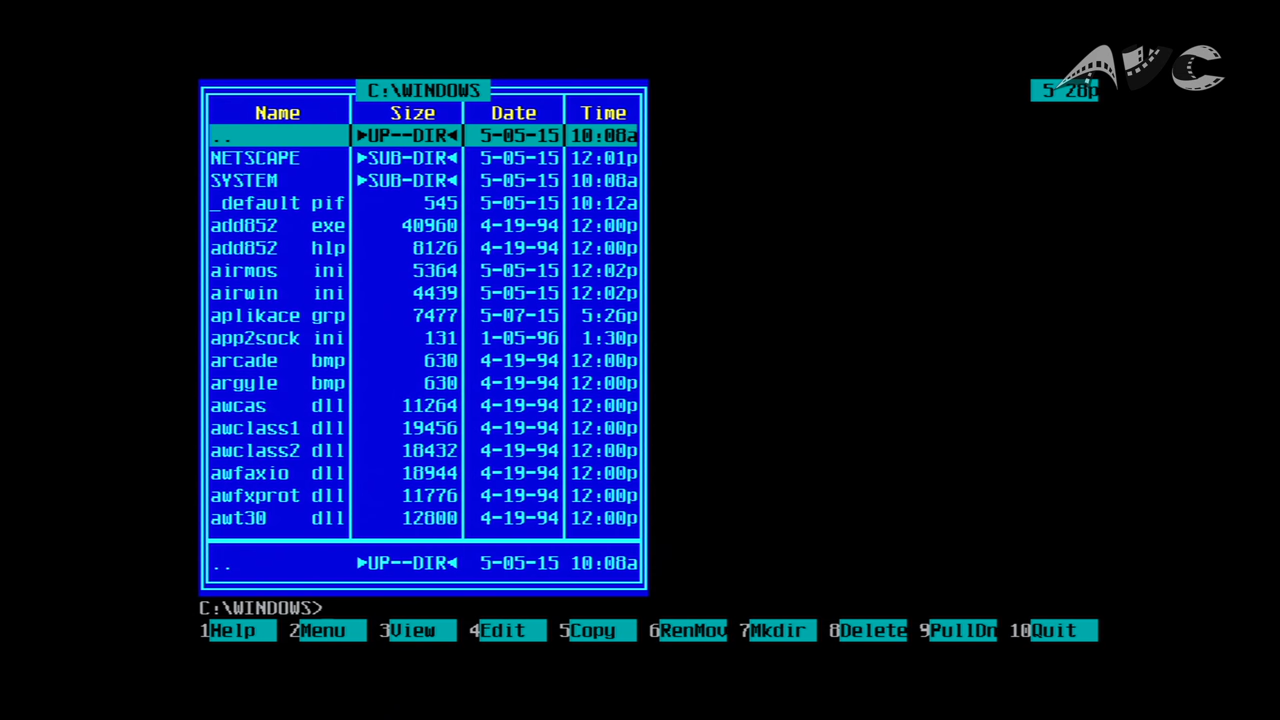 AVC
C:\WINDOWS
5 28p
Name Size Date Time
.. ►UP--DIR◄ 5-05-15 10:08a
NETSCAPE ►SUB-DIR◄ 5-05-15 12:01p
SYSTEM ►SUB-DIR◄ 5-05-15 10:08a
_default pif 545 5-05-15 10:12a
add852 exe 40960 4-19-94 12:00p
add852 hlp 8126 4-19-94 12:00p
airmos ini 5364 5-05-15 12:02p
airwin ini 4439 5-05-15 12:02p
aplikace grp 7477 5-07-15 5:26p
app2sock ini 131 1-05-96 1:30p
arcade bmp 630 4-19-94 12:00p
argyle bmp 630 4-19-94 12:00p
awcas dll 11264 4-19-94 12:00p
awclass1 dll 19456 4-19-94 12:00p
awclass2 dll 18432 4-19-94 12:00p
awfaxio dll 18944 4-19-94 12:00p
awfxprot dll 11776 4-19-94 12:00p
awt30 dll 12800 4-19-94 12:00p
.. ►UP--DIR◄ 5-05-15 10:08a
C:\WINDOWS>
1Help 2Menu 3View 4Edit 5Copy 6RenMov 7Mkdir 8Delete 9PullDn 10Quit